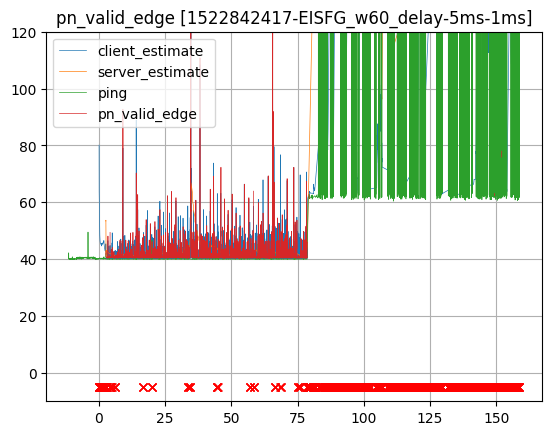 pn_valid_edge [1522842417-EISFG_w60_delay-5ms-1ms]
client_estimate
server_estimate
ping
pn_valid_edge
120
100
80
60
40
20
0
0 25 50 75 100 125 150